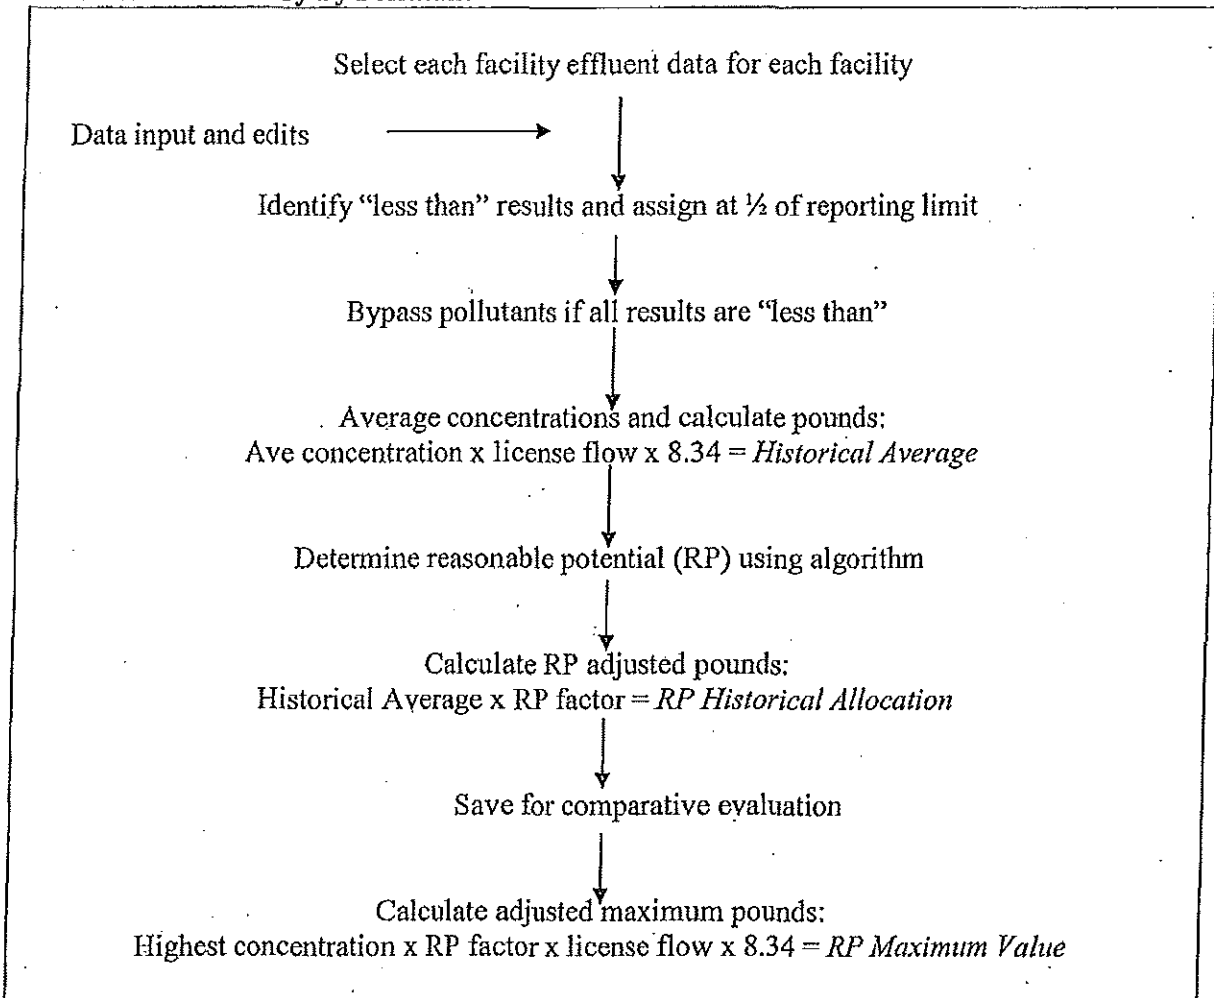 Select each facility effluent data for each facility
Data input and edits
Identify “less than” results and assign at ½ of reporting limit
Bypass pollutants if all results are “less than”
Average concentrations and calculate pounds:
Ave concentration x license flow x 8.34 = Historical Average
Determine reasonable potential (RP) using algorithm
Calculate RP adjusted pounds:
Historical Average x RP factor = RP Historical Allocation
Save for comparative evaluation
Calculate adjusted maximum pounds:
Highest concentration x RP factor x license flow x 8.34 = RP Maximum Value